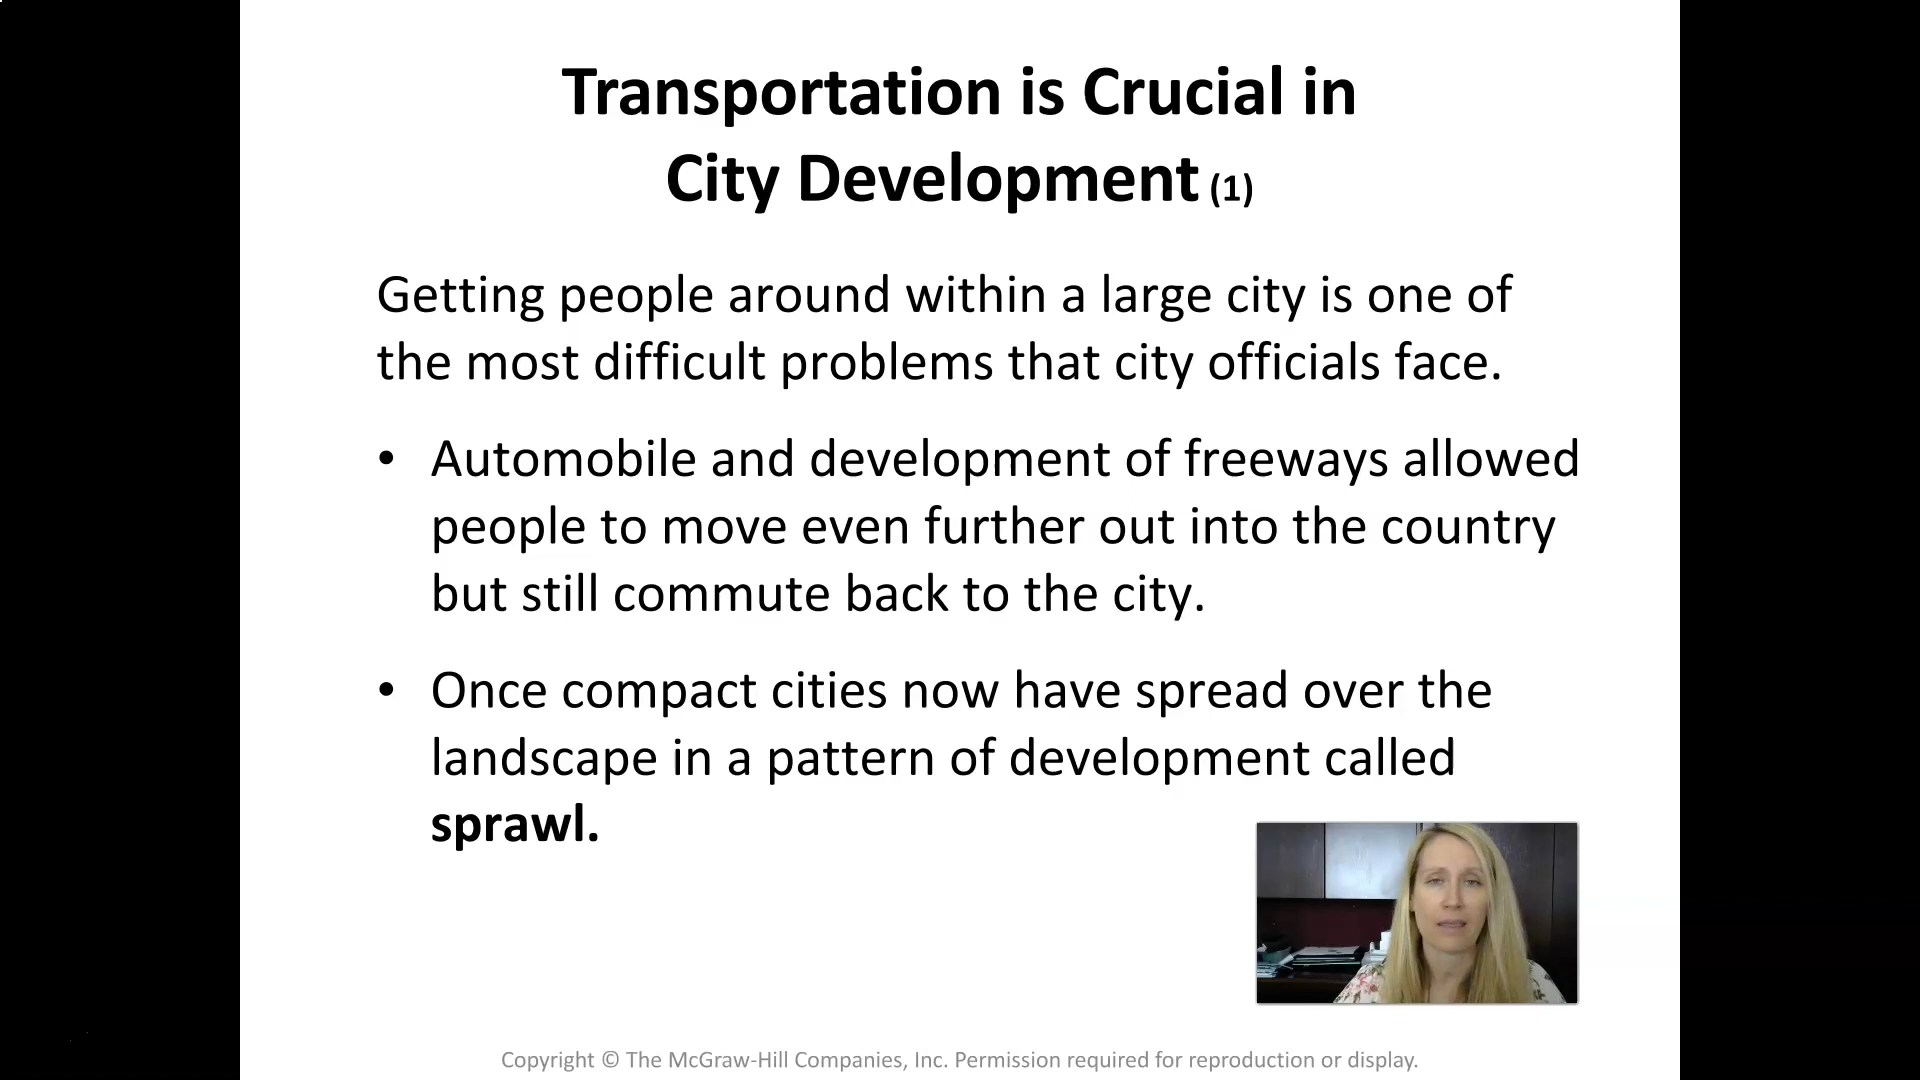 Transportation is Crucial in
City Development (1)
Getting people around within a large city is one of
the most difficult problems that city officials face.
• Automobile and development of freeways allowed
people to move even further out into the country
but still commute back to the city.
• Once compact cities now have spread over the
landscape in a pattern of development called
sprawl.
Copyright © The McGraw-Hill Companies, Inc. Permission required for reproduction or display.